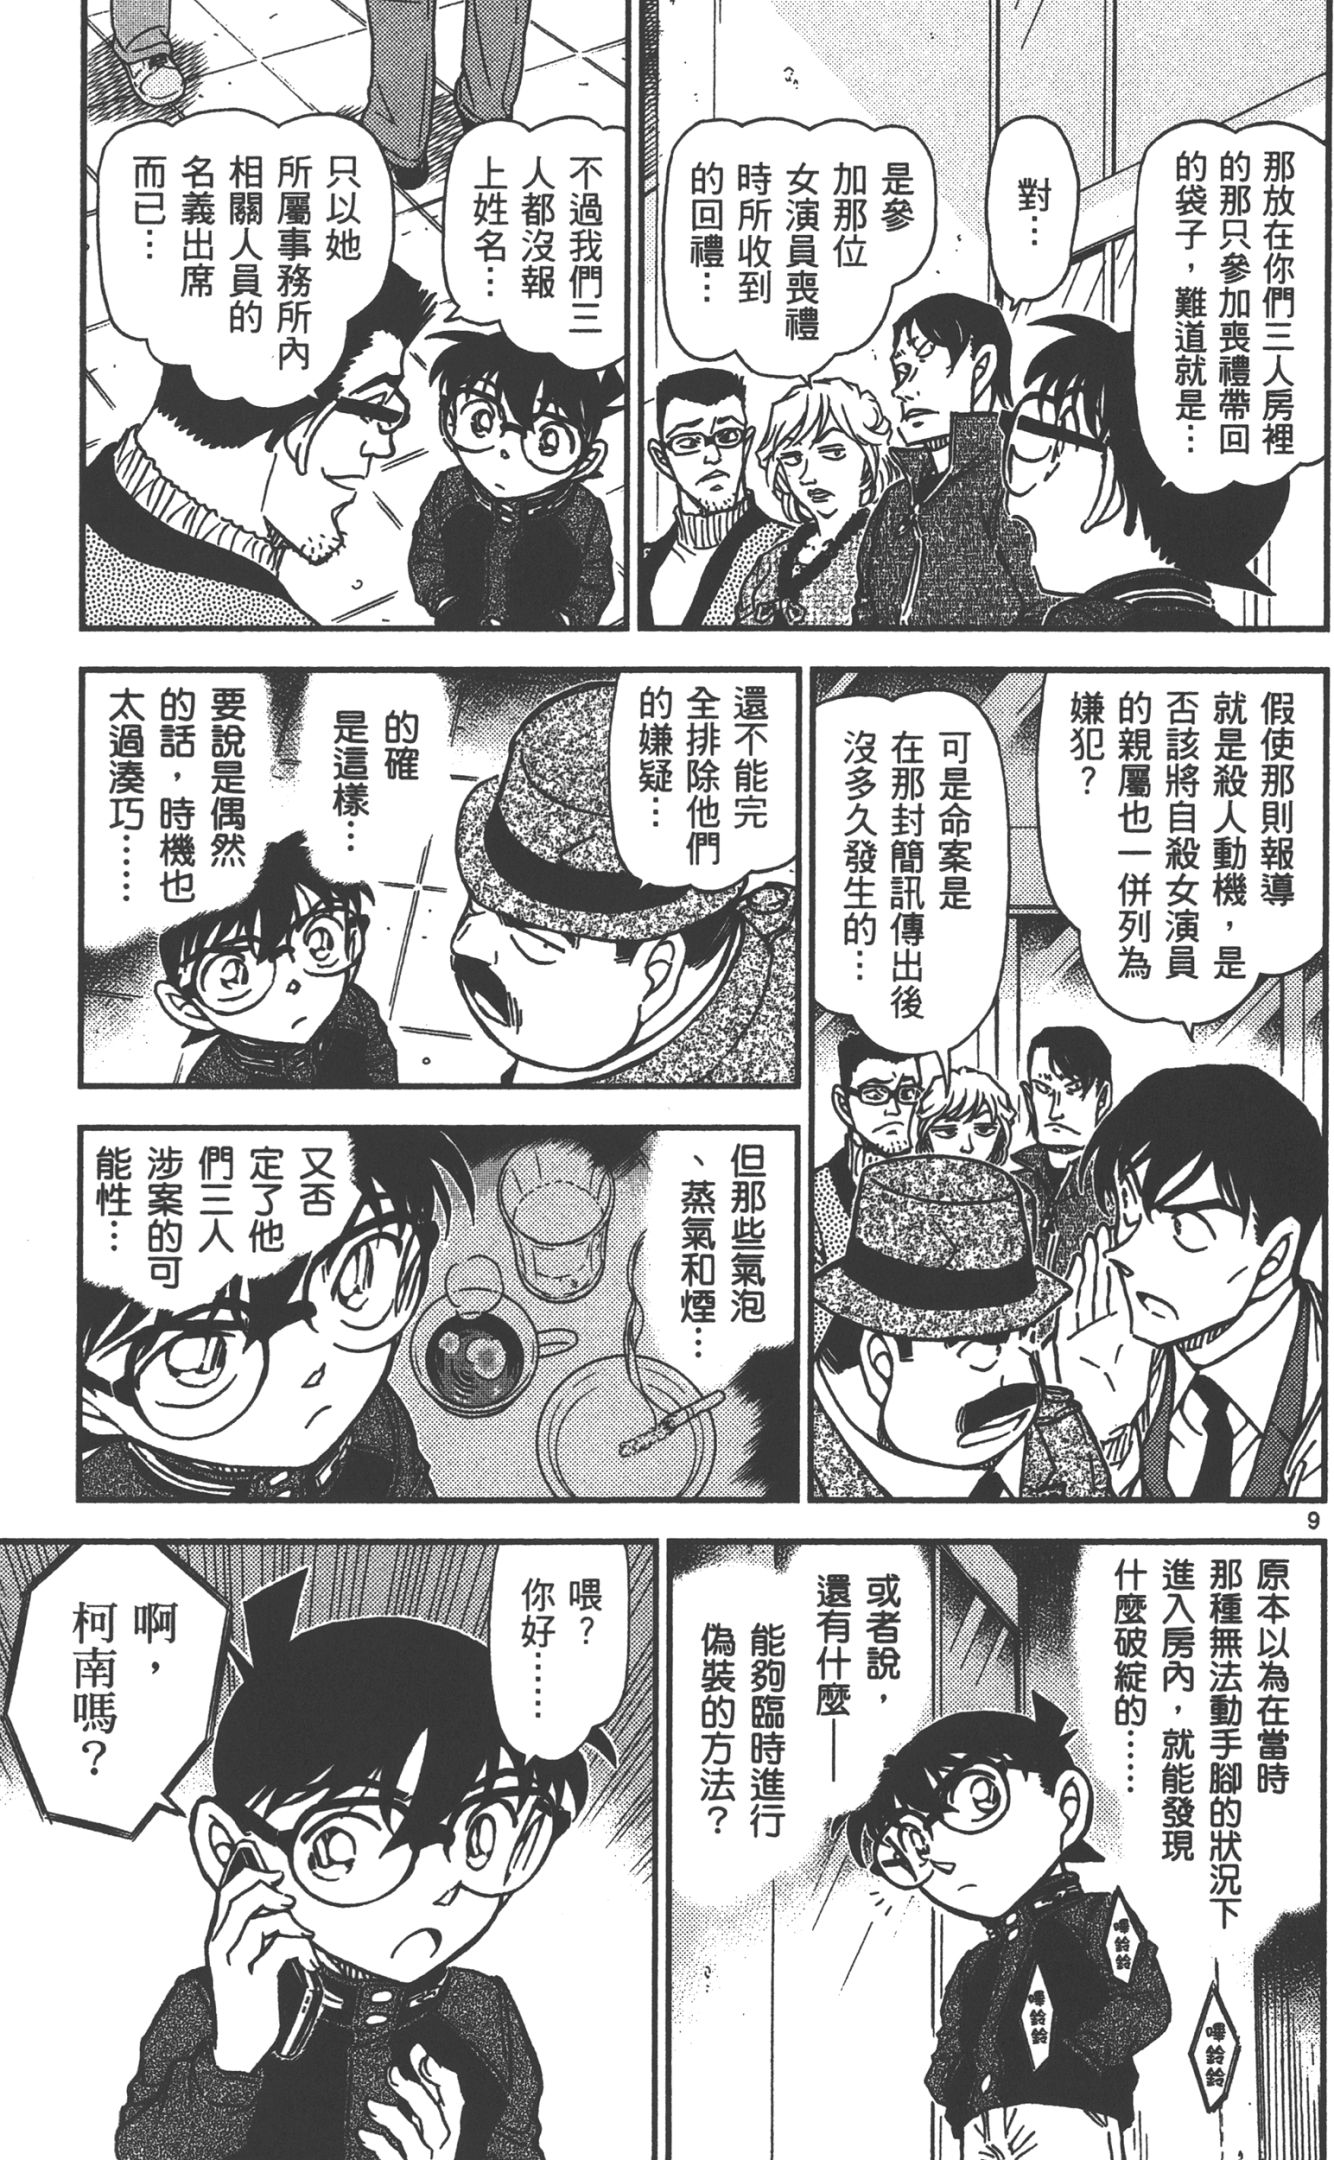 那放在你們三人房裡
的那只參加喪禮帶回
的袋子，難道就是…
對…
是參
加那位
女演員喪禮
時所收到
的回禮…
不過我們三
人都沒報
上姓名…
只以她
所屬事務所內
相關人員的
名義出席
而已…
假使那則報導
就是殺人動機，是
否該將自殺女演員
的親屬也一併列為
嫌犯？
可是命案是
在那封簡訊傳出後
沒多久發生的…
還不能完
全排除他們
的嫌疑…
的確
是這樣…
要說是偶然
的話，時機也
太過湊巧……
但那些氣泡
、蒸氣和煙…
又否
定了他
們三人
涉案的可
能性…
9
原本以為在當時
那種無法動手腳的狀況下
進入房內，就能發現
什麼破綻的……
或者說，
還有什麼—
能夠臨時進行
偽裝的方法？
嗶鈴鈴
嗶鈴鈴
嗶鈴鈴
喂？
你好……
啊，
柯南嗎？